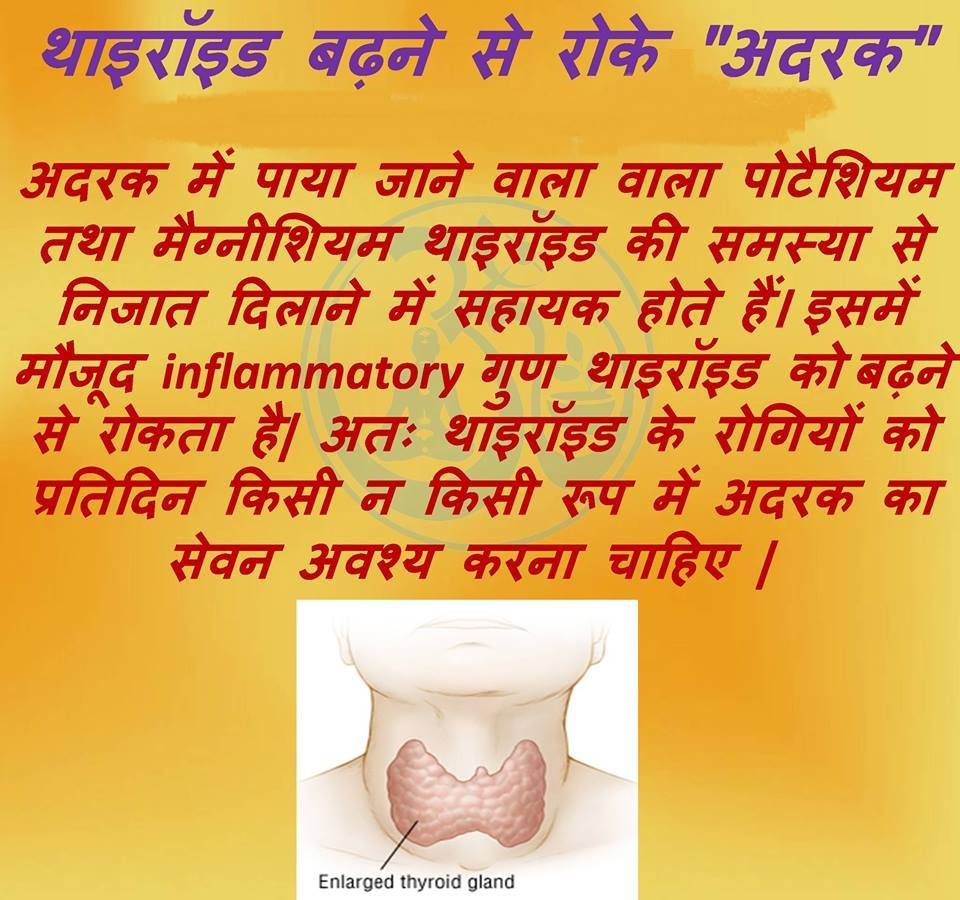 थाइरॉइड बढ़ने से रोके "अदरक"
अदरक में पाया जाने वाला वाला पोटैशियम
तथा मैग्नीशियम थाइरॉइड की समस्या से
निजात दिलाने में सहायक होते हैं। इसमें
मौजूद inflammatory गुण थाइरॉइड को बढ़ने
से रोकता है| अतः थॉइरॉइड के रोगियों को
प्रतिदिन किसी न किसी रूप में अदरक का
सेवन अवश्य करना चाहिए |
Enlarged thyroid gland